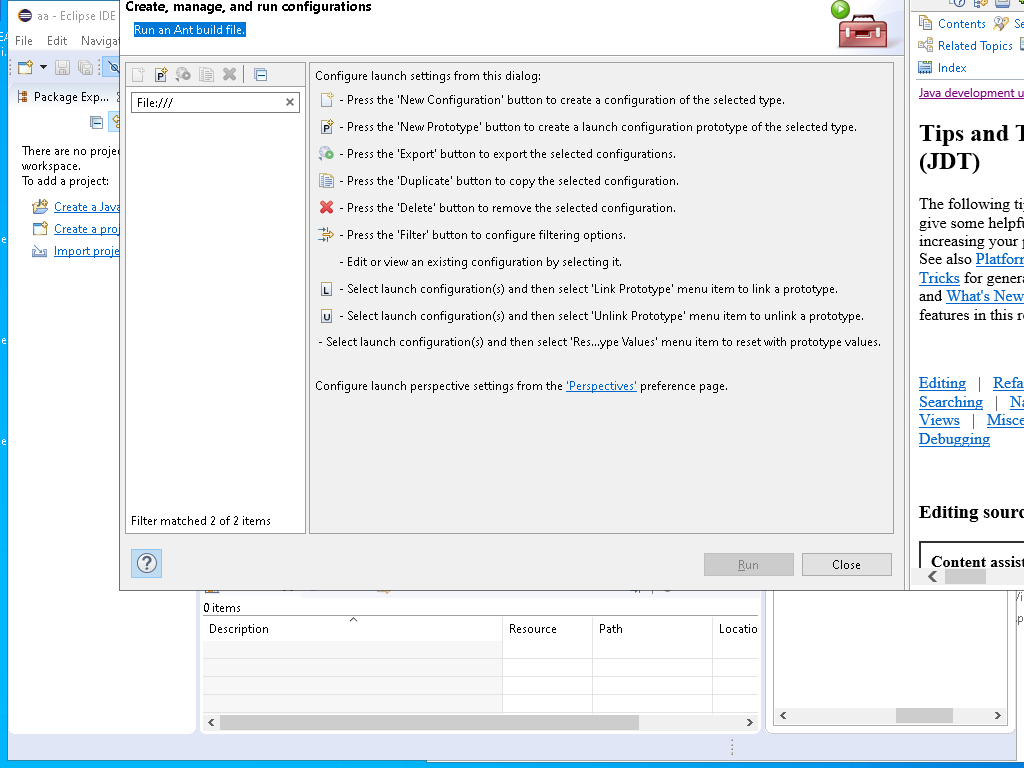 aa - Eclipse IDE
File Edit Navigat
Package Exp...
There are no projec
workspace.
To add a project:
Create a Java
Create a proj
Import proje
Create, manage, and run configurations
Run an Ant build file.
File:///
Filter matched 2 of 2 items
Configure launch settings from this dialog:
- Press the 'New Configuration' button to create a configuration of the selected type.
- Press the 'New Prototype' button to create a launch configuration prototype of the selected type.
- Press the 'Export' button to export the selected configurations.
- Press the 'Duplicate' button to copy the selected configuration.
- Press the 'Delete' button to remove the selected configuration.
- Press the 'Filter' button to configure filtering options.
- Edit or view an existing configuration by selecting it.
L - Select launch configuration(s) and then select 'Link Prototype' menu item to link a prototype.
U - Select launch configuration(s) and then select 'Unlink Prototype' menu item to unlink a prototype.
- Select launch configuration(s) and then select 'Res...ype Values' menu item to reset with prototype values.
Configure launch perspective settings from the 'Perspectives' preference page.
Run Close
0 items
Description Resource Path Locatio
Contents Se
Related Topics
Index
Java development u
Tips and T
(JDT)
The following ti
give some helpfu
increasing your p
See also Platform
Tricks for genera
and What's New
features in this re
Editing | Refa
Searching | Na
Views | Misce
Debugging
Editing sourc
Content assist